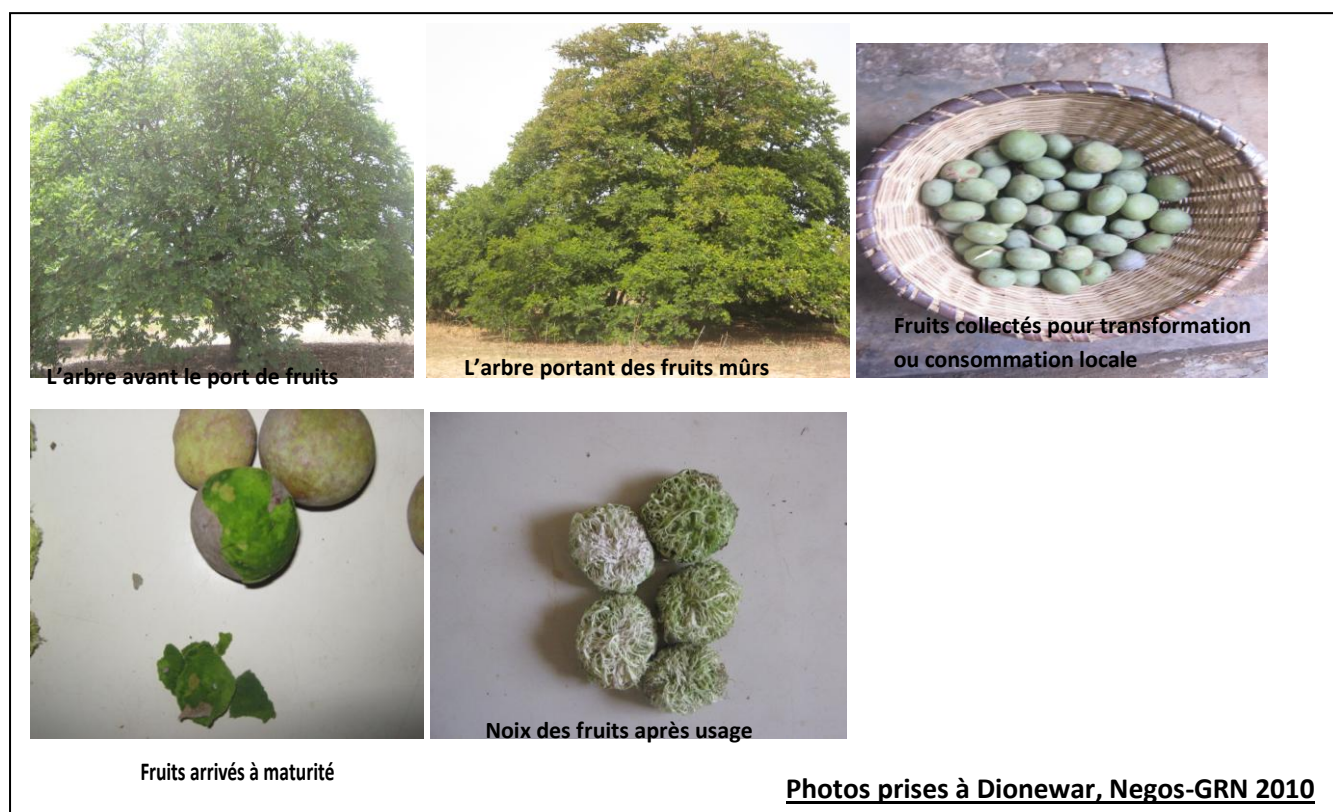 L'arbre avant le port de fruits
L'arbre portant des fruits mûrs
Fruits collectés pour transformation
ou consommation locale
Fruits arrivés à maturité
Noix des fruits après usage
Photos prises à Dionewar, Negos-GRN 2010